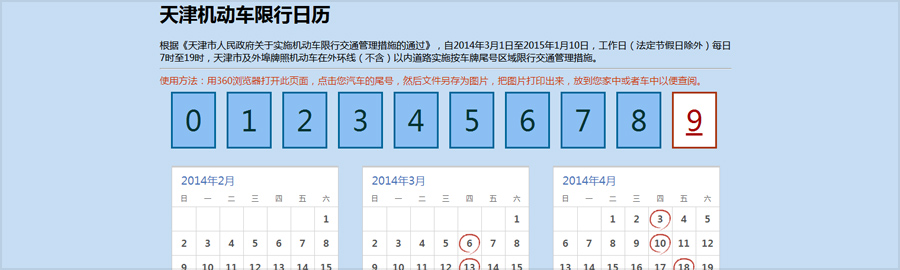 天津机动车限行日历
根据《天津市人民政府关于实施机动车限行交通管理措施的通过》，自2014年3月1日至2015年1月10日，工作日（法定节假日除外）每日
7时至19时，天津市及外埠牌照机动车在外环线（不含）以内道路实施按车牌尾号区域限行交通管理措施。
使用方法：用360浏览器打开此页面，点击您汽车的尾号，然后文件另存为图片，把图片打印出来，放到您家中或者车中以便查阅。
0 1 2 3 4 5 6 7 8 9
2014年2月 2014年3月 2014年4月
日 一 二 三 四 五 六 日 一 二 三 四 五 六 日 一 二 三 四 五 六
1 1 1 2 3 4 5
2 3 4 5 6 7 8 2 3 4 5 6 7 8 6 7 8 9 10 11 12
9 10 11 12 13 14 15 9 10 11 12 13 14 15 13 14 15 16 17 18 19